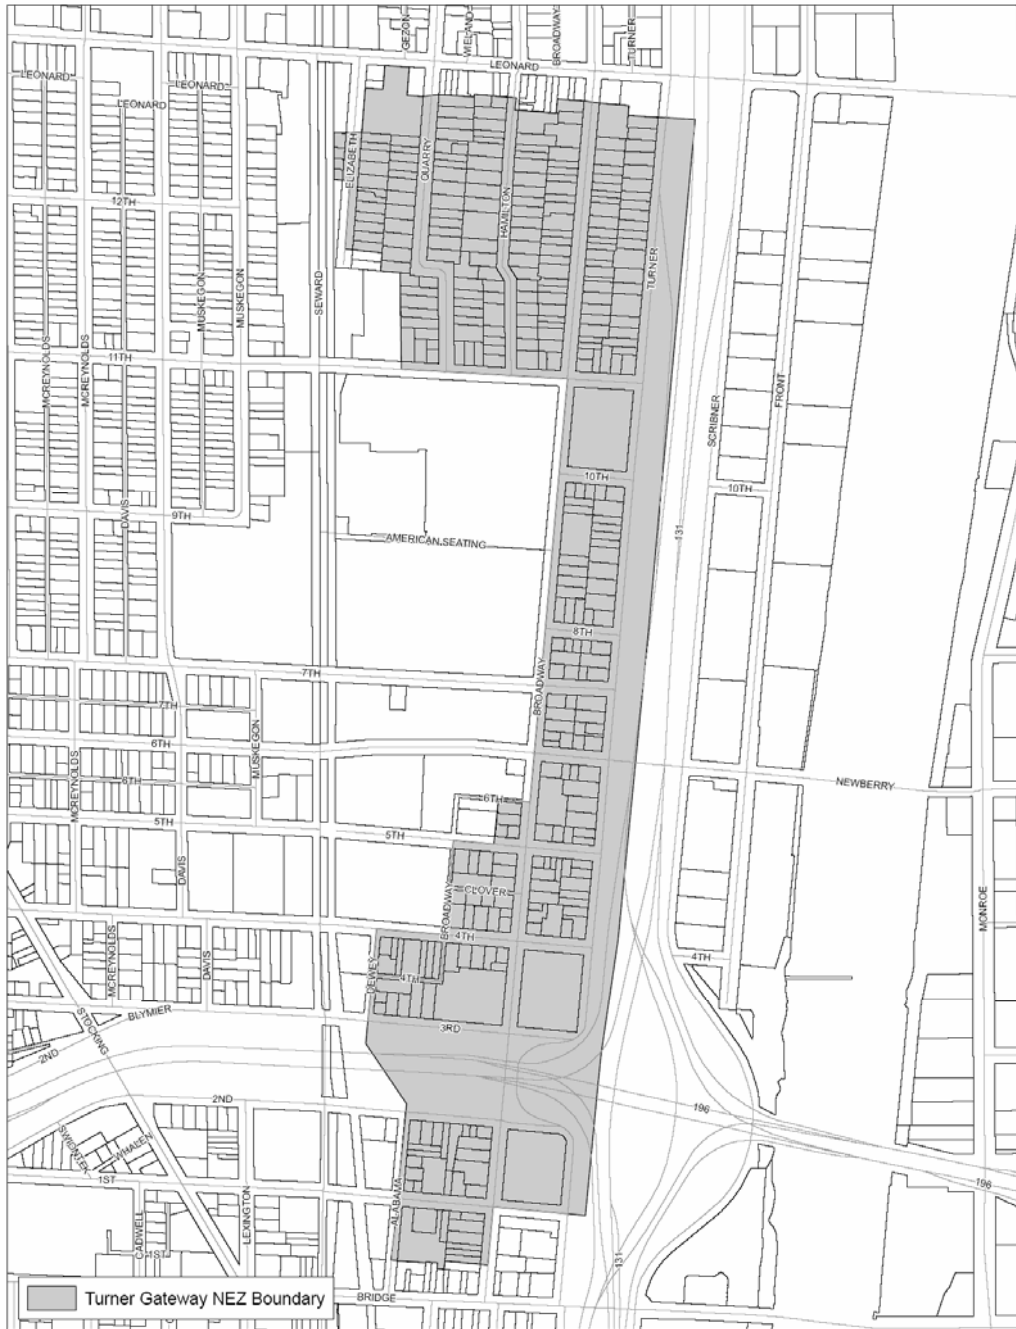 GEZON
WIELAND
BROADWAY
TURNER
LEONARD
LEONARD
LEONARD
LEONARD
ELIZABETH
QUARRY
12TH
HAMILTON
TURNER
MUSKEGON
MUSKEGON
SEWARD
MCREYNOLDS
MCREYNOLDS
11TH
SCRIBNER
FRONT
10TH
10TH
DAVIS
9TH
AMERICAN SEATING
131
8TH
BROADWAY
7TH
7TH
MUSKEGON
6TH
MCREYNOLDS
6TH
NEWBERRY
6TH
5TH
5TH
DAVIS
CLOVER
BROADWAY
MONROE
4TH
MCREYNOLDS
DAVIS
DEWEY
4TH
4TH
STOCKING
BLYMIER
3RD
2ND
2ND
196
SWIONTEK
WHALEN
1ST
196
ALABAMA
LEXINGTON
CADWELL
1ST
131
BRIDGE
Turner Gateway NEZ Boundary